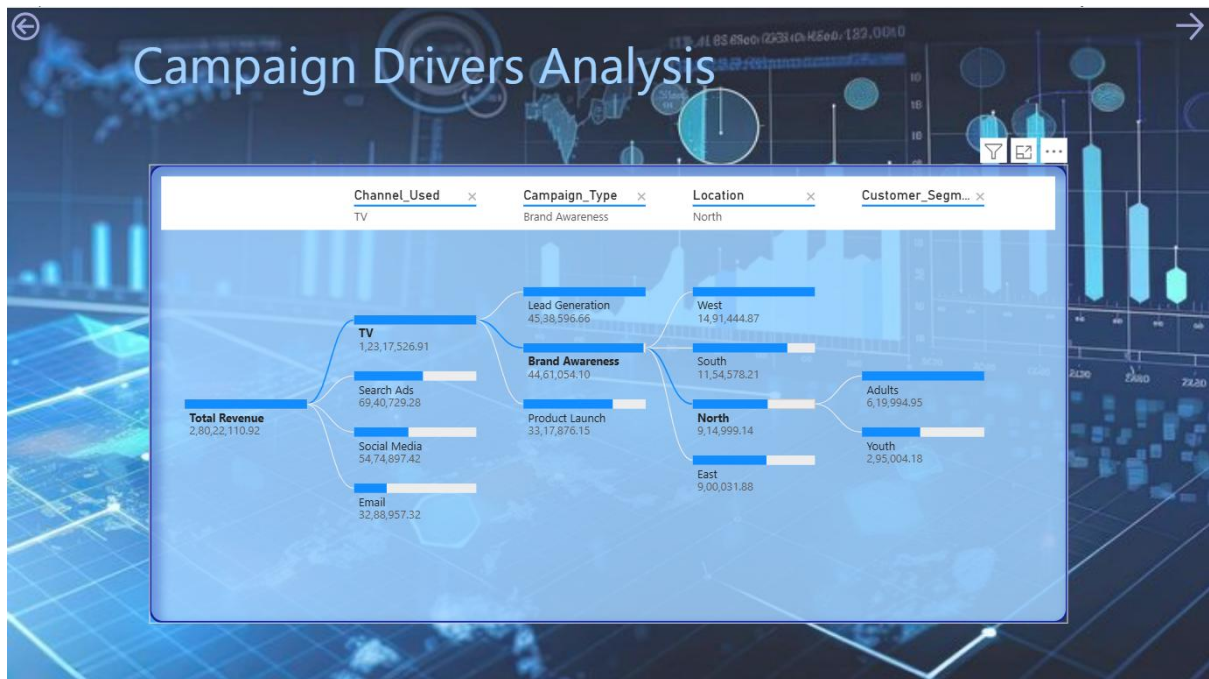 Campaign Drivers Analysis
Channel_Used
TV
Campaign_Type
Brand Awareness
Location
North
Customer_Segm...
Total Revenue
2,80,22,110.92
TV
1,23,17,526.91
Search Ads
69,40,729.28
Social Media
54,74,897.42
Email
32,88,957.32
Lead Generation
45,38,596.66
Brand Awareness
44,61,054.10
Product Launch
33,17,876.15
West
14,91,444.87
South
11,54,578.21
North
9,14,999.14
East
9,00,031.88
Adults
6,19,994.95
Youth
2,95,004.18